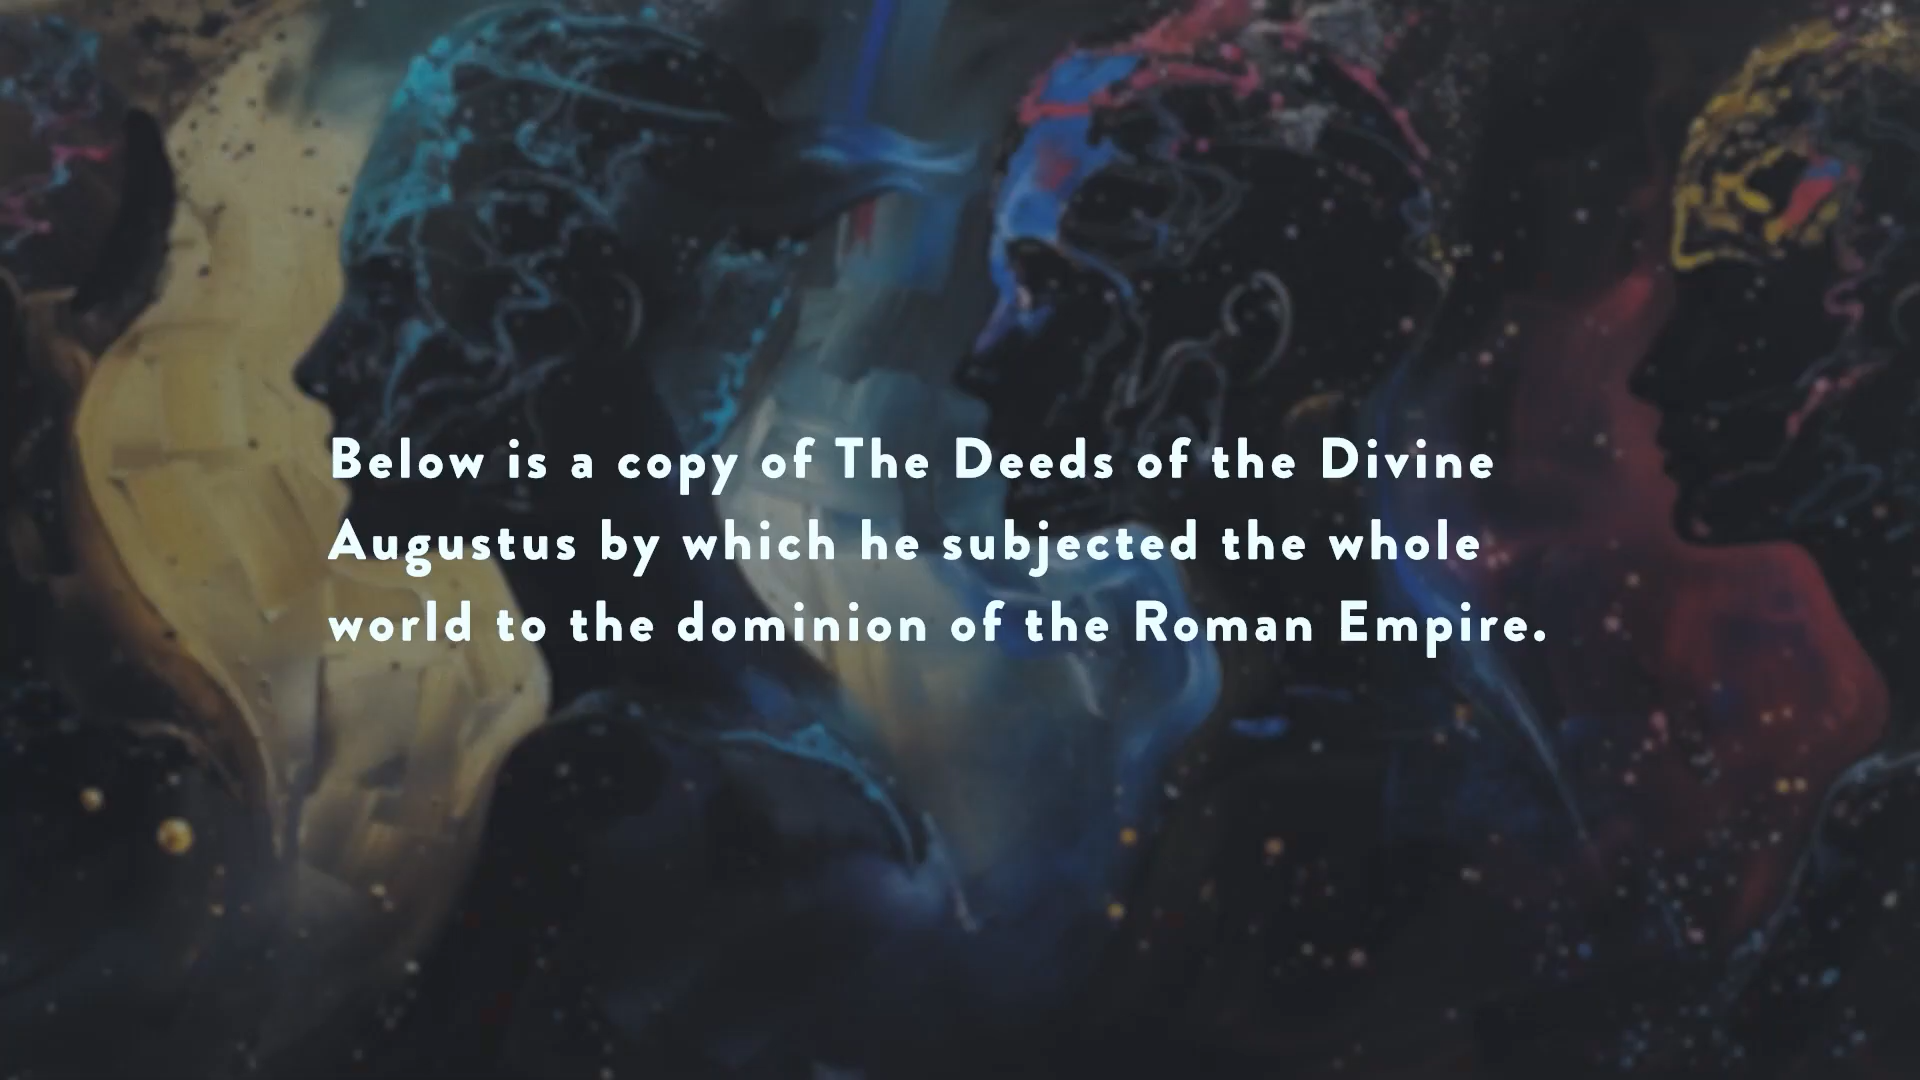 Below is a copy of The Deeds of the Divine
Augustus by which he subjected the whole
world to the dominion of the Roman Empire.